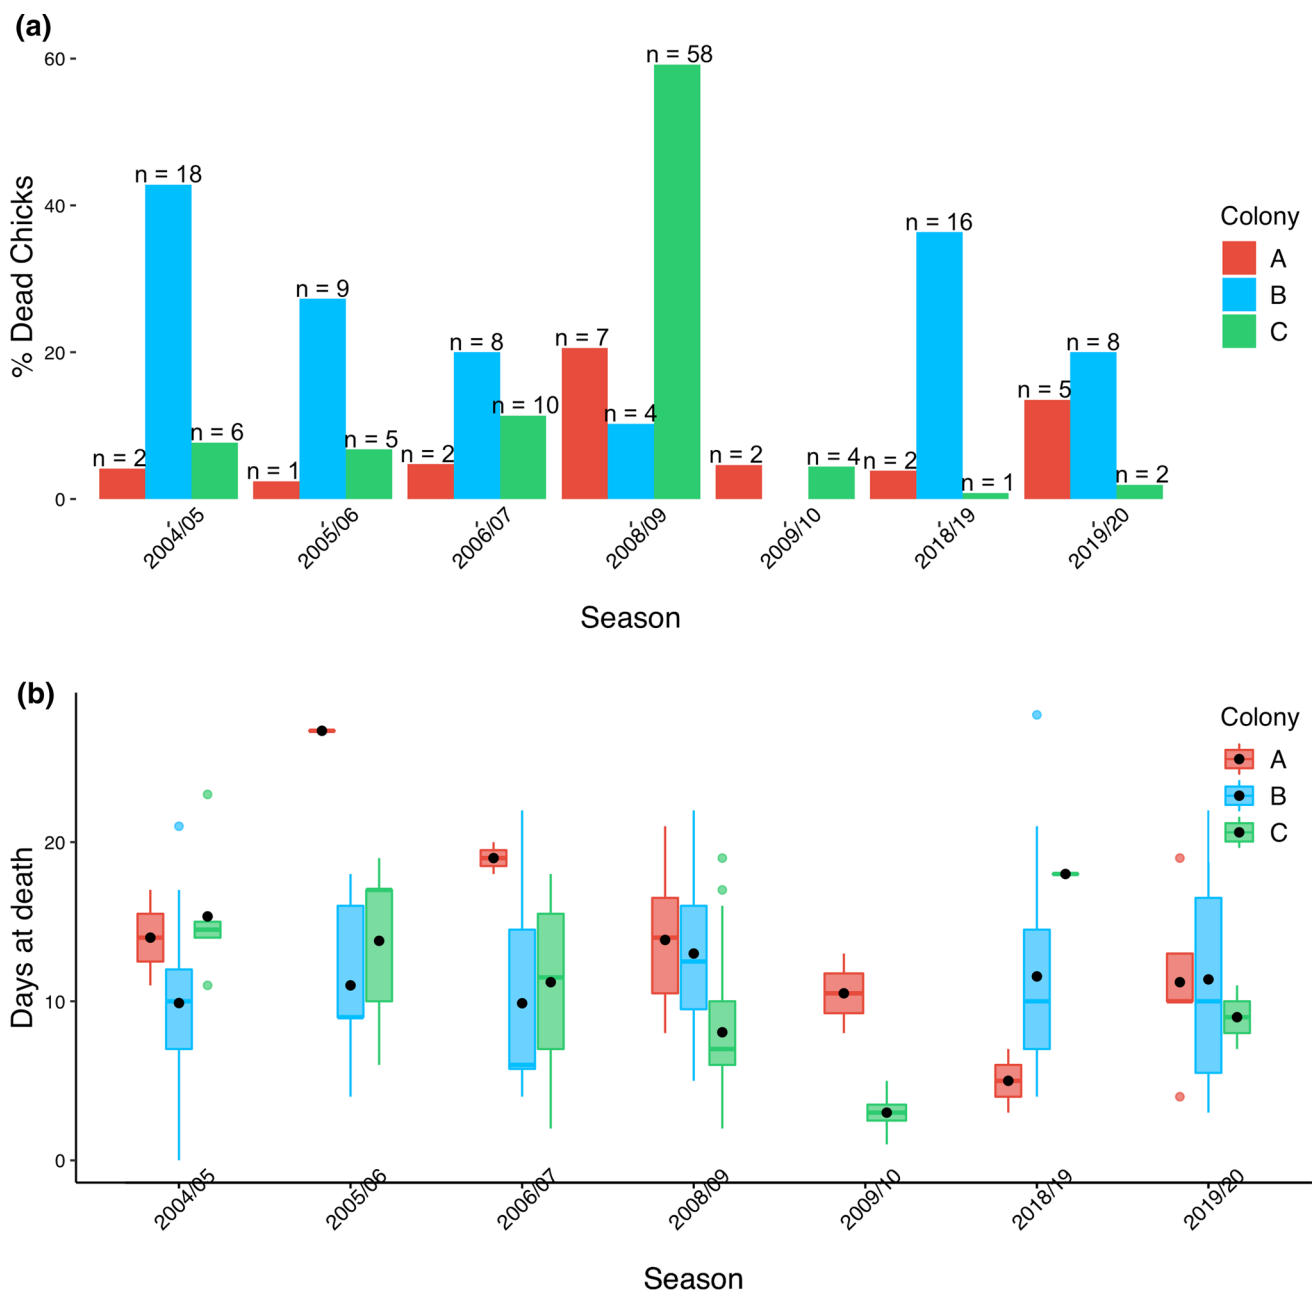 (a)
% Dead Chicks
60
40
20
0
n = 2
n = 18
n = 6
n = 1
n = 9
n = 5
n = 2
n = 8
n = 10
n = 7
n = 4
n = 58
n = 2
n = 4
n = 2
n = 16
n = 1
n = 5
n = 8
n = 2
2004/05
2005/06
2006/07
2008/09
2009/10
2018/19
2019/20
Season
Colony
A
B
C
(b)
Days at death
20
10
0
2004/05
2005/06
2006/07
2008/09
2009/10
2018/19
2019/20
Season
Colony
A
B
C